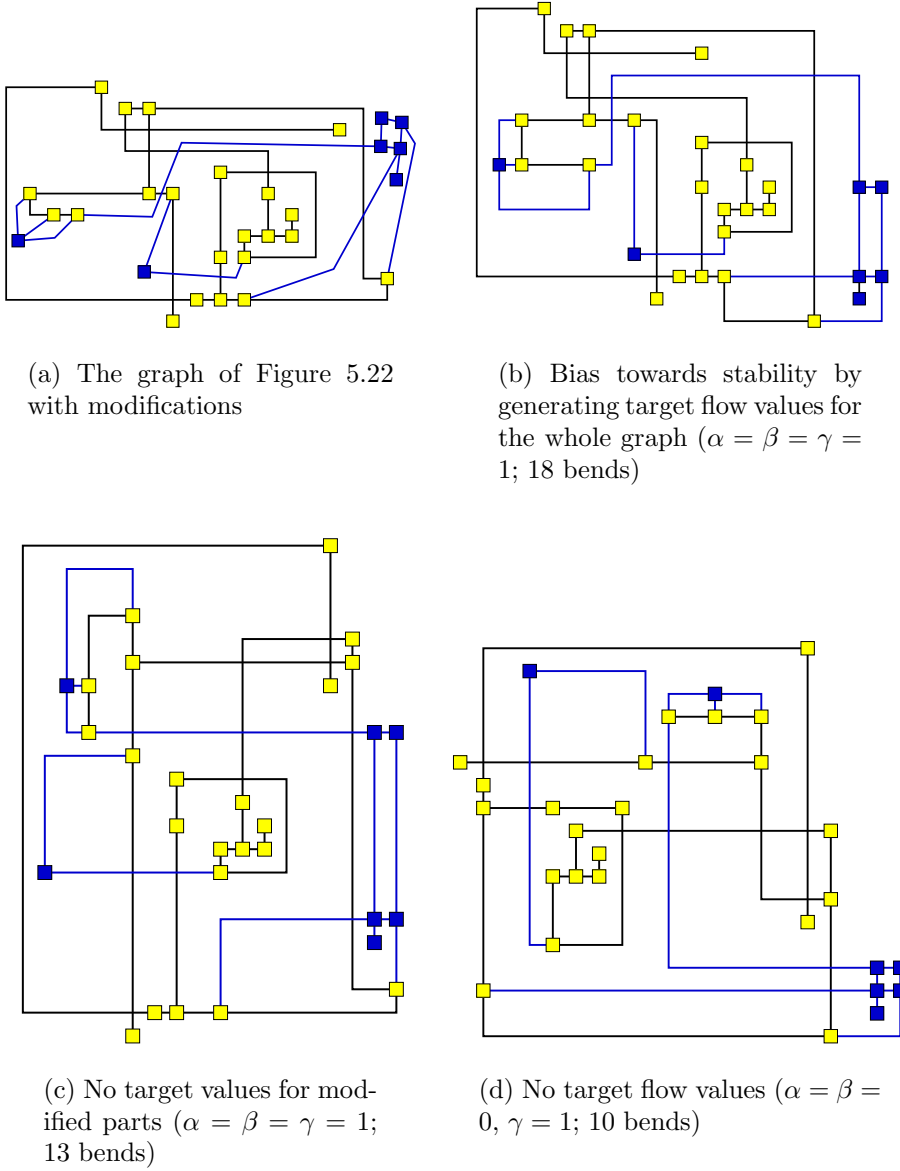 (a) The graph of Figure 5.22
with modifications
(b) Bias towards stability by
generating target flow values for
the whole graph (α = β = γ =
1; 18 bends)
(c) No target values for mod-
ified parts (α = β = γ = 1;
13 bends)
(d) No target flow values (α = β =
0, γ = 1; 10 bends)